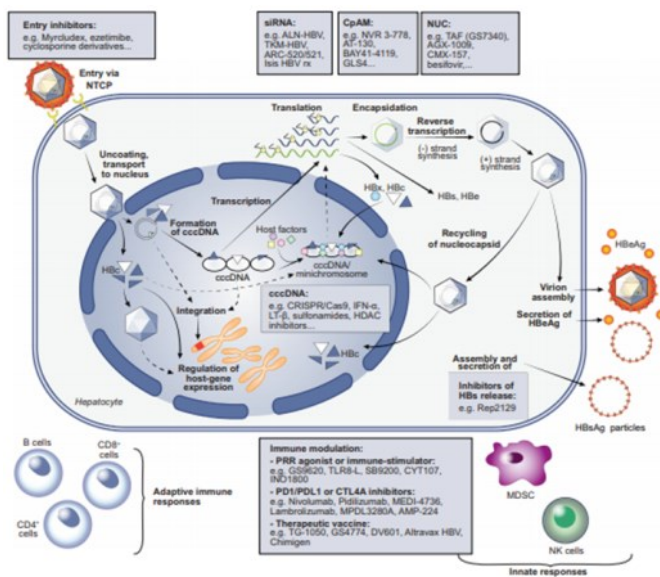 Entry inhibitors:
e.g. Myrcludex, ezetimibe,
cyclosporine derivatives...
siRNA:
e.g. ALN-HBV,
TKM-HBV,
ARC-520/521,
Isis HBV rx
CpAM:
e.g. NVR 3-778,
AT-130,
BAY41-4119,
GLS4...
NUC:
e.g. TAF (GS7340),
AGX-1009,
CMX-157,
besifovir,...
Entry via
NTCP
Translation
Encapsidation
Reverse
transcription
(-) strand
synthesis
(+) strand
synthesis
Uncoating,
transport
to nucleus
Transcription
HBx, HBc
HBs, HBe
Formation
of cccDNA
Host factors
cccDNA
cccDNA/
minichromosome
Recycling
of nucleocapsid
HBeAg
HBc
Integration
cccDNA:
e.g. CRISPR/Cas9, IFN-α,
LT-β, sulfonamides, HDAC
inhibitors...
Virion
assembly
Secretion of
HBeAg
Regulation of
host-gene
expression
HBc
Assembly and
secretion of
Inhibitors of
HBs release:
e.g. Rep2129
Hepatocyte
HBsAg particles
B cells
CD8+
cells
CD4+
cells
Adaptive immune
responses
Immune modulation:
- PRR agonist or immune-stimulator:
e.g. GS9620, TLR8-L, SB9200, CYT107,
INO1800
- PD1/PDL1 or CTL4A inhibitors:
e.g. Nivolumab, Pidilizumab, MEDI-4736,
Lambrolizumab, MPDL3280A, AMP-224
- Therapeutic vaccine:
e.g. TG-1050, GS4774, DV601, Altravax HBV,
Chimigen
MDSC
NK cells
Innate responses